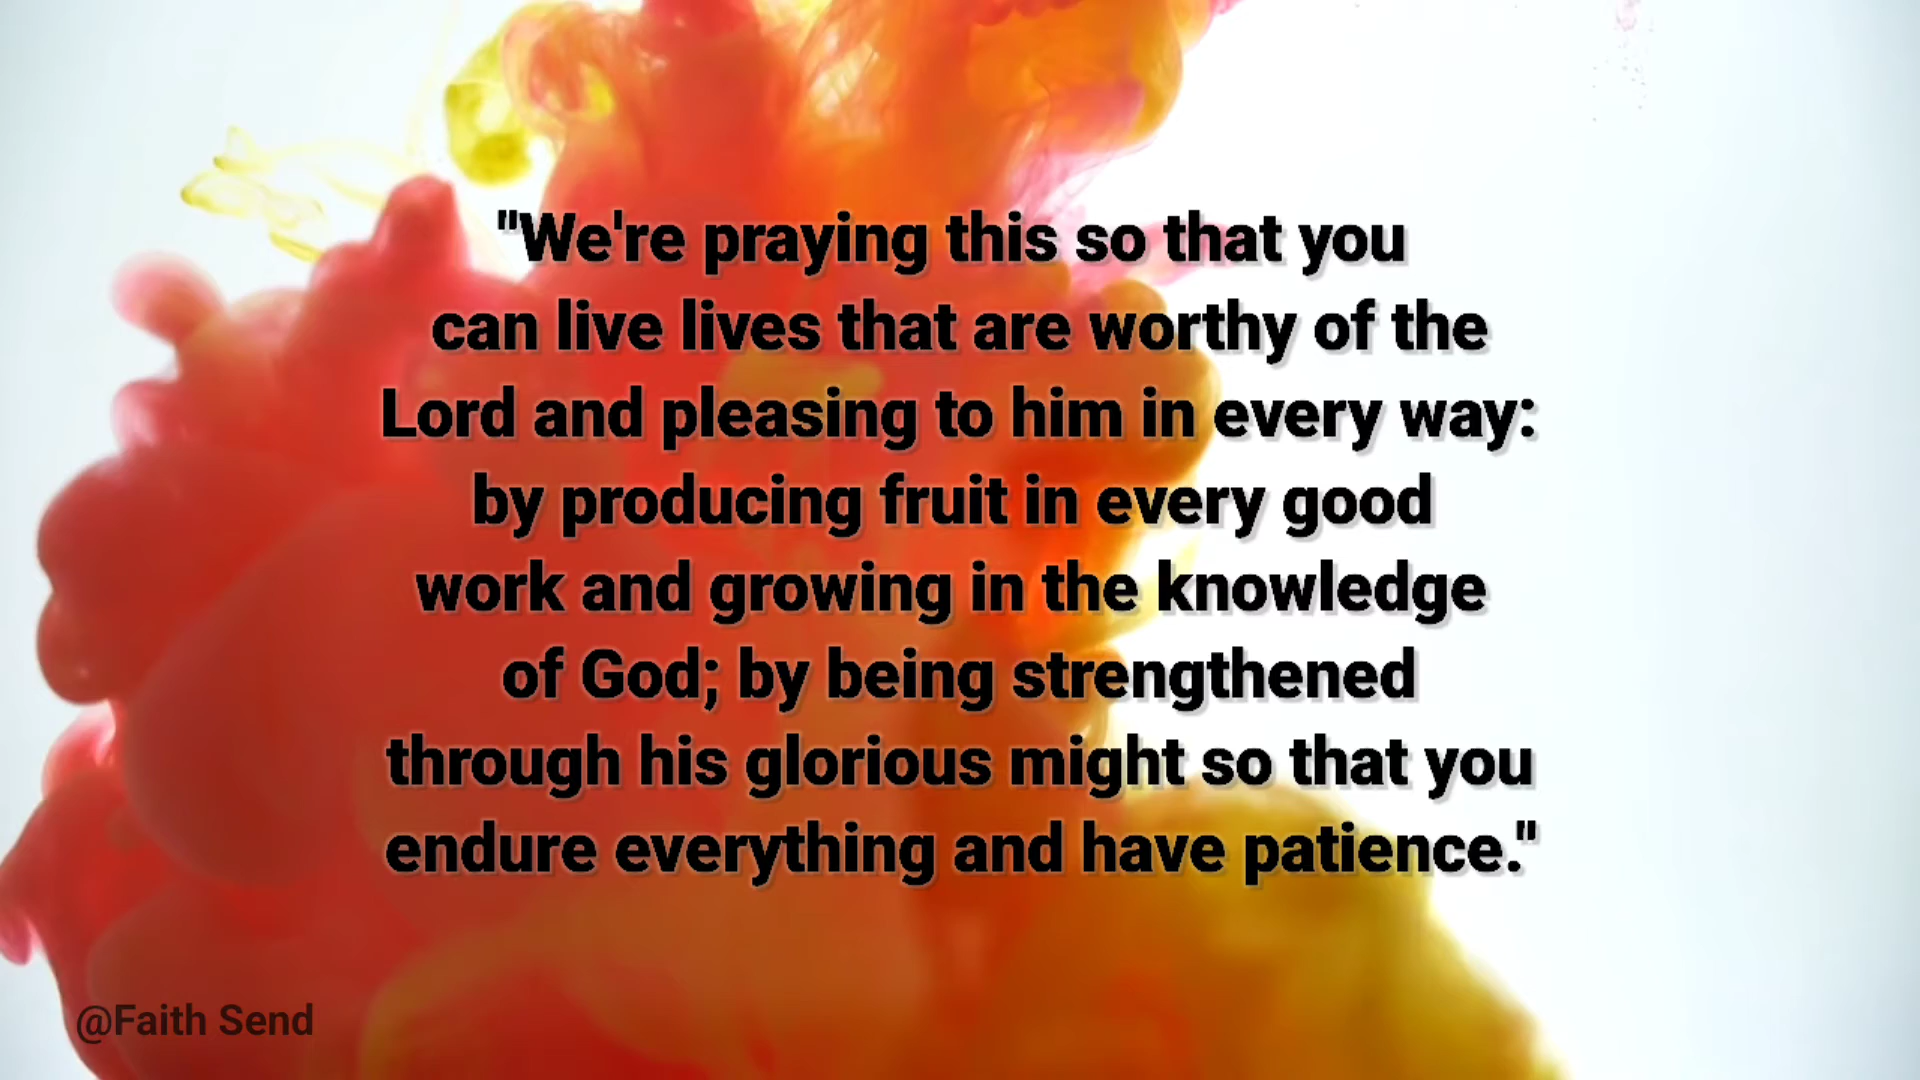 "We're praying this so that you
can live lives that are worthy of the
Lord and pleasing to him in every way:
by producing fruit in every good
work and growing in the knowledge
of God; by being strengthened
through his glorious might so that you
endure everything and have patience."
@Faith Send